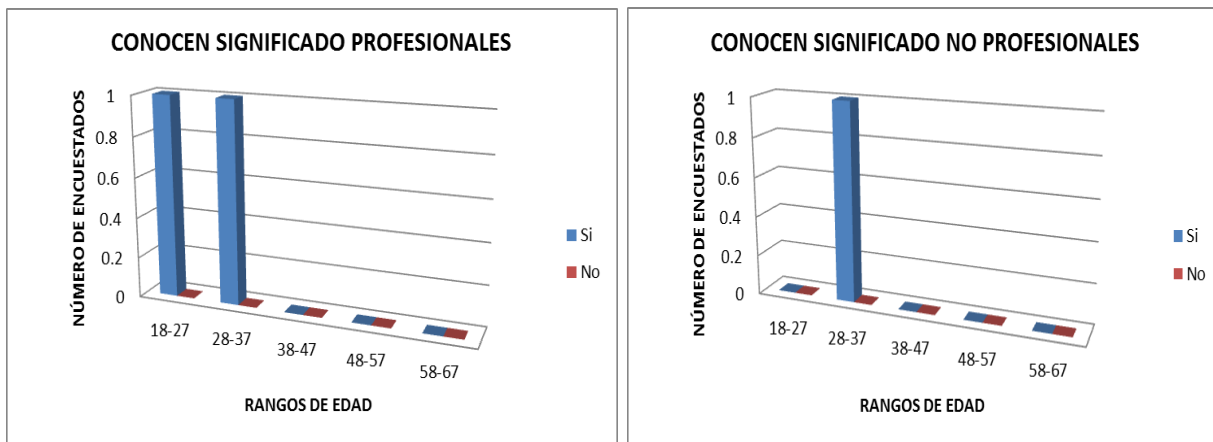 CONOCEN SIGNIFICADO PROFESIONALES
NÚMERO DE ENCUESTADOS
1
0.8
0.6
0.4
0.2
0
18-27
28-37
38-47
48-57
58-67
RANGOS DE EDAD
Si
No
CONOCEN SIGNIFICADO NO PROFESIONALES
NÚMERO DE ENCUESTADOS
1
0.8
0.6
0.4
0.2
0
18-27
28-37
38-47
48-57
58-67
RANGOS DE EDAD
Si
No